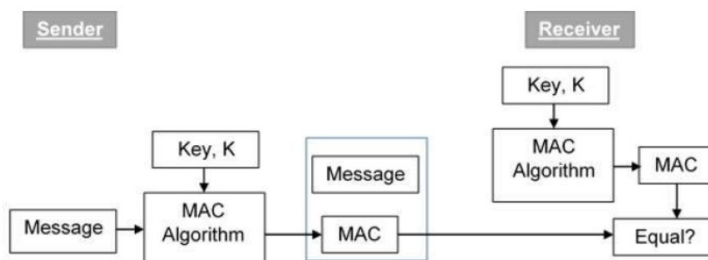 Sender
Receiver
Key, K
Key, K
MAC
Algorithm
MAC
Message
Message
MAC
Algorithm
MAC
Equal?